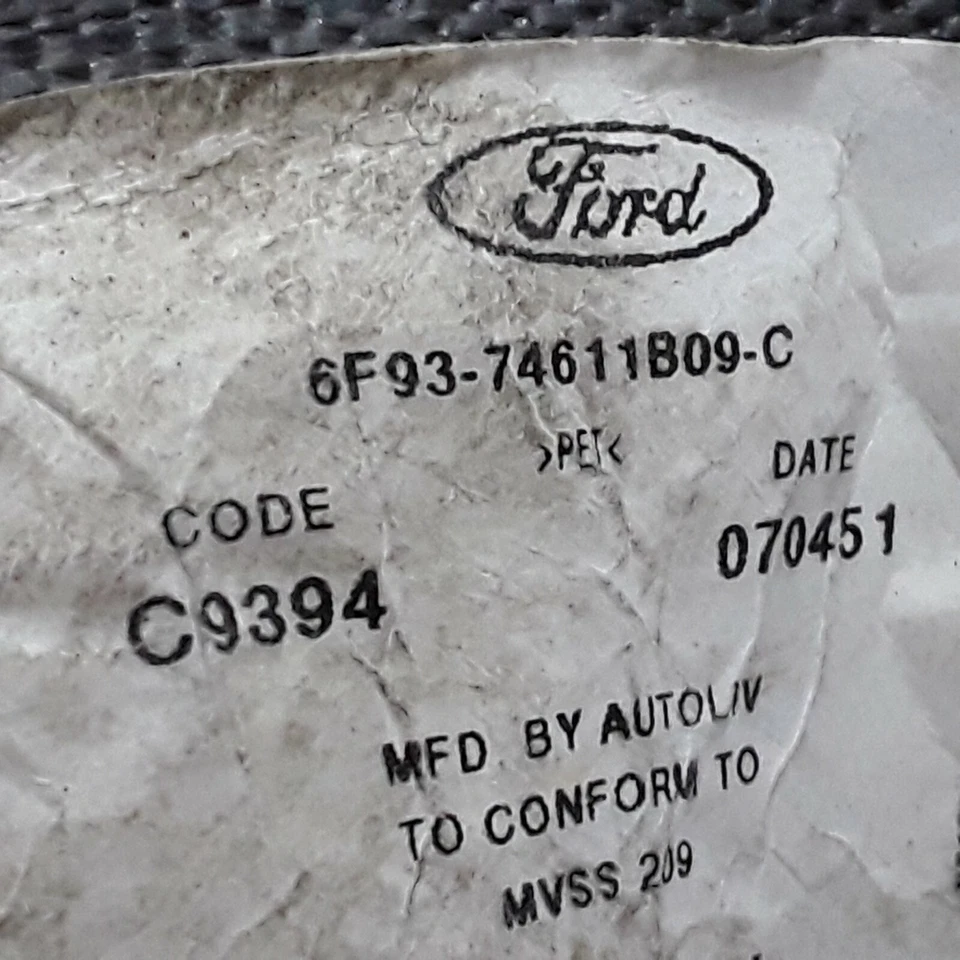 Ford
6F93-74611B09-C
>PET<
DATE
CODE
070451
C9394
MFD. BY AUTOLIV
TO CONFORM TO
MVSS 209